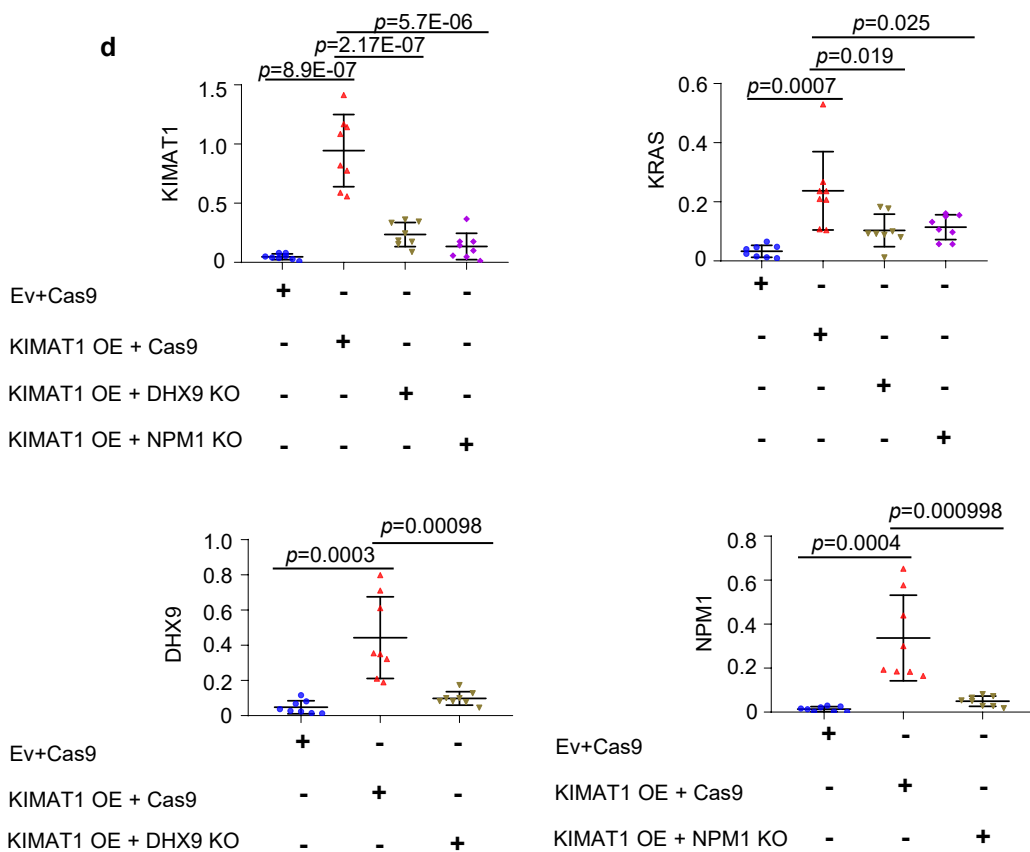 d
p=5.7E-06
p=2.17E-07
p=8.9E-07
KIMAT1
1.5
1.0
0.5
0
p=0.025
p=0.019
p=0.0007
KRAS
0.6
0.4
0.2
0
Ev+Cas9 + - - - + - - -
KIMAT1 OE + Cas9 - + - - - + - -
KIMAT1 OE + DHX9 KO - - + - - - + -
KIMAT1 OE + NPM1 KO - - - + - - - +
p=0.00098
p=0.0003
DHX9
1.0
0.8
0.6
0.4
0.2
0
Ev+Cas9 + - -
KIMAT1 OE + Cas9 - + -
KIMAT1 OE + DHX9 KO - - +
p=0.000998
p=0.0004
NPM1
0.8
0.6
0.4
0.2
0
Ev+Cas9 + - -
KIMAT1 OE + Cas9 - + -
KIMAT1 OE + NPM1 KO - - +